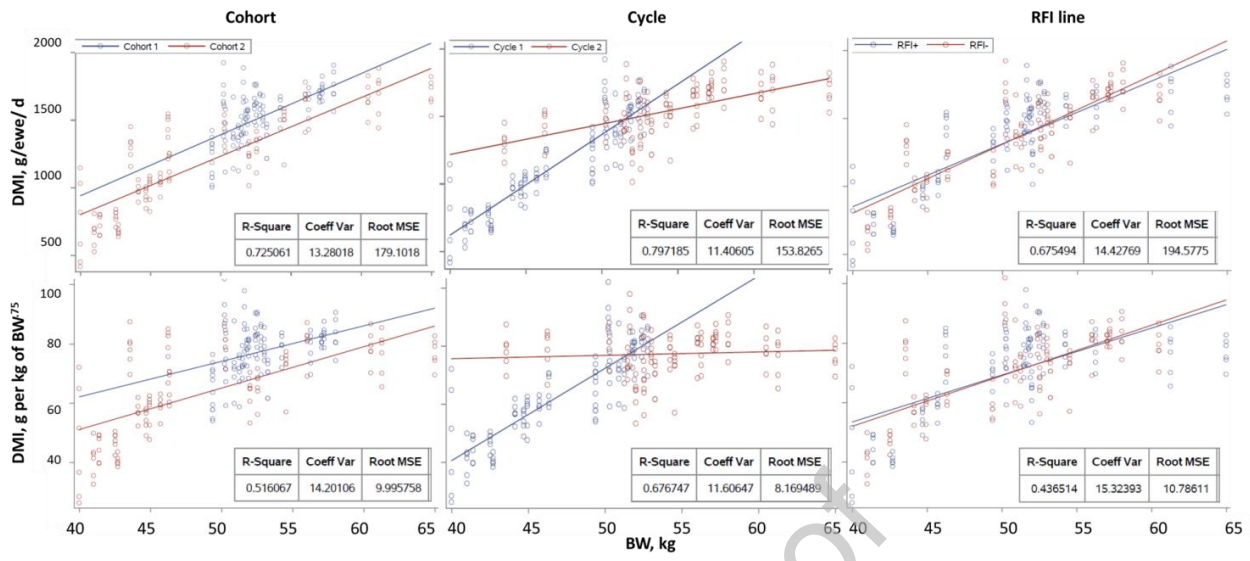 Cohort
Cycle
RFI line
DMI, g/ewe/ d
2000
1500
1000
500
Cohort 1 Cohort 2
R-Square Coeff Var Root MSE
0.725061 13.28018 179.1018
Cycle 1 Cycle 2
R-Square Coeff Var Root MSE
0.797185 11.40605 153.8265
RFI+ RFI-
R-Square Coeff Var Root MSE
0.675494 14.42769 194.5775
DMI, g per kg of BW⁷⁵
100
80
60
40
R-Square Coeff Var Root MSE
0.516067 14.20106 9.995758
R-Square Coeff Var Root MSE
0.676747 11.60647 8.169489
R-Square Coeff Var Root MSE
0.436514 15.32393 10.78611
40 45 50 55 60 65
40 45 50 55 60 65
40 45 50 55 60 65
BW, kg